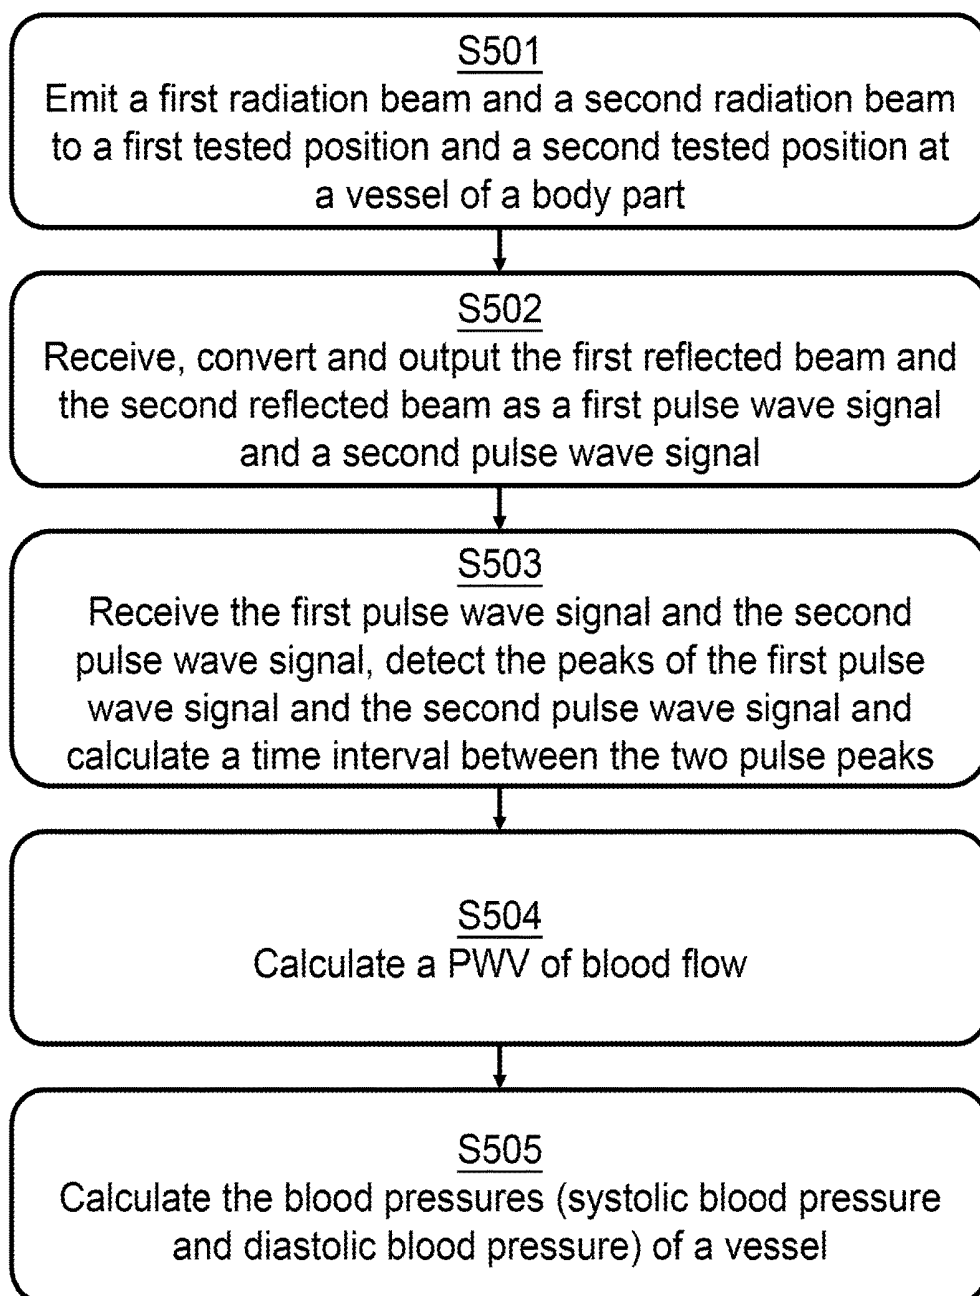 S501
Emit a first radiation beam and a second radiation beam
to a first tested position and a second tested position at
a vessel of a body part
S502
Receive, convert and output the first reflected beam and
the second reflected beam as a first pulse wave signal
and a second pulse wave signal
S503
Receive the first pulse wave signal and the second
pulse wave signal, detect the peaks of the first pulse
wave signal and the second pulse wave signal and
calculate a time interval between the two pulse peaks
S504
Calculate a PWV of blood flow
S505
Calculate the blood pressures (systolic blood pressure
and diastolic blood pressure) of a vessel